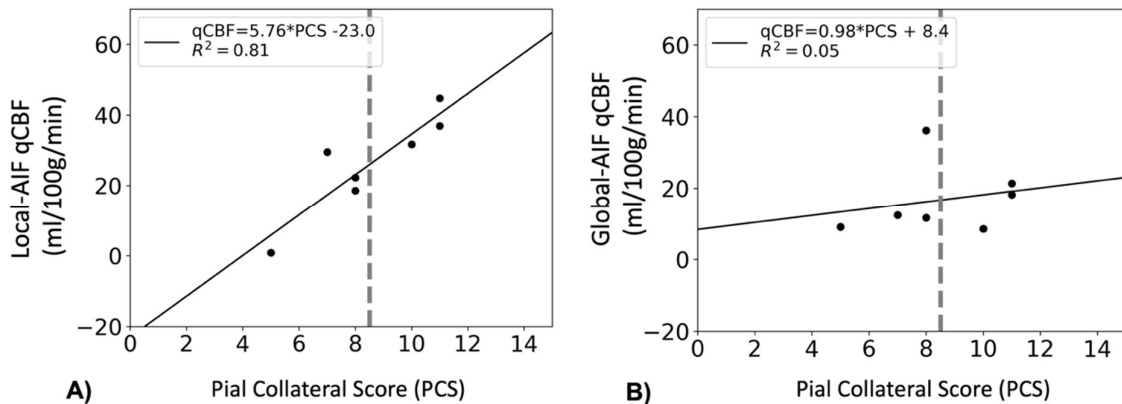 qCBF=5.76*PCS -23.0
R² = 0.81
Local-AIF qCBF
(ml/100g/min)
60
40
20
0
−20
0 2 4 6 8 10 12 14
Pial Collateral Score (PCS)
A)
qCBF=0.98*PCS + 8.4
R² = 0.05
Global-AIF qCBF
(ml/100g/min)
60
40
20
0
−20
0 2 4 6 8 10 12 14
Pial Collateral Score (PCS)
B)